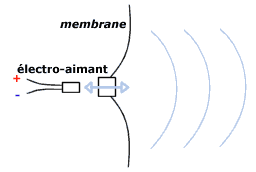 membrane
électro-aimant
+
-